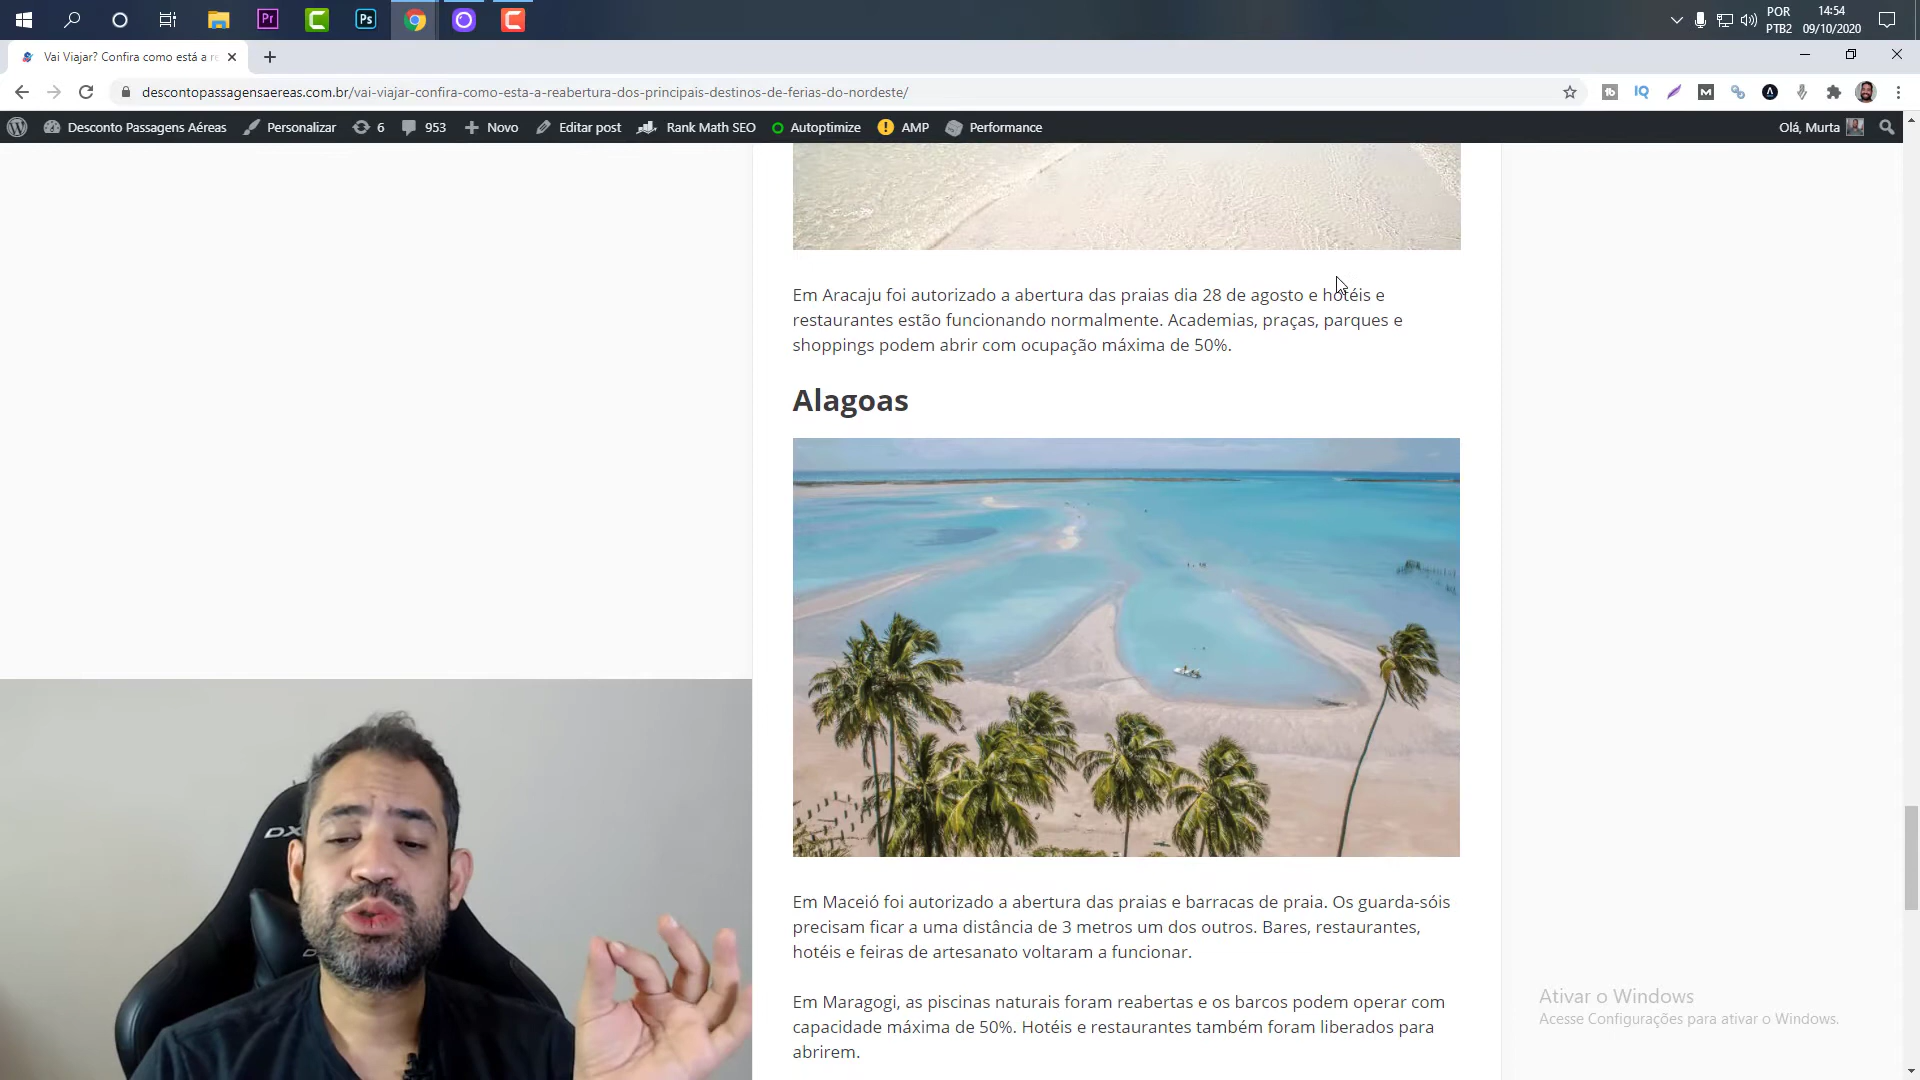 POR
14:54
PTB2
09/10/2020
Vai Viajar? Confira como está a re
descontopassagensaereas.com.br/vai-viajar-confira-como-esta-a-reabertura-dos-principais-destinos-de-ferias-do-nordeste/
Desconto Passagens Aéreas
Personalizar
6
953
Novo
Editar post
Rank Math SEO
Autoptimize
AMP
Performance
Olá, Murta
Em Aracaju foi autorizado a abertura das praias dia 28 de agosto e hotéis e
restaurantes estão funcionando normalmente. Academias, praças, parques e
shoppings podem abrir com ocupação máxima de 50%.
Alagoas
Em Maceió foi autorizado a abertura das praias e barracas de praia. Os guarda-sóis
precisam ficar a uma distância de 3 metros um dos outros. Bares, restaurantes,
hotéis e feiras de artesanato voltaram a funcionar.
Em Maragogi, as piscinas naturais foram reabertas e os barcos podem operar com
capacidade máxima de 50%. Hotéis e restaurantes também foram liberados para
abrirem.
Ativar o Windows
Acesse Configurações para ativar o Windows.
DX
Pr
C
Ps
C
IQ
M